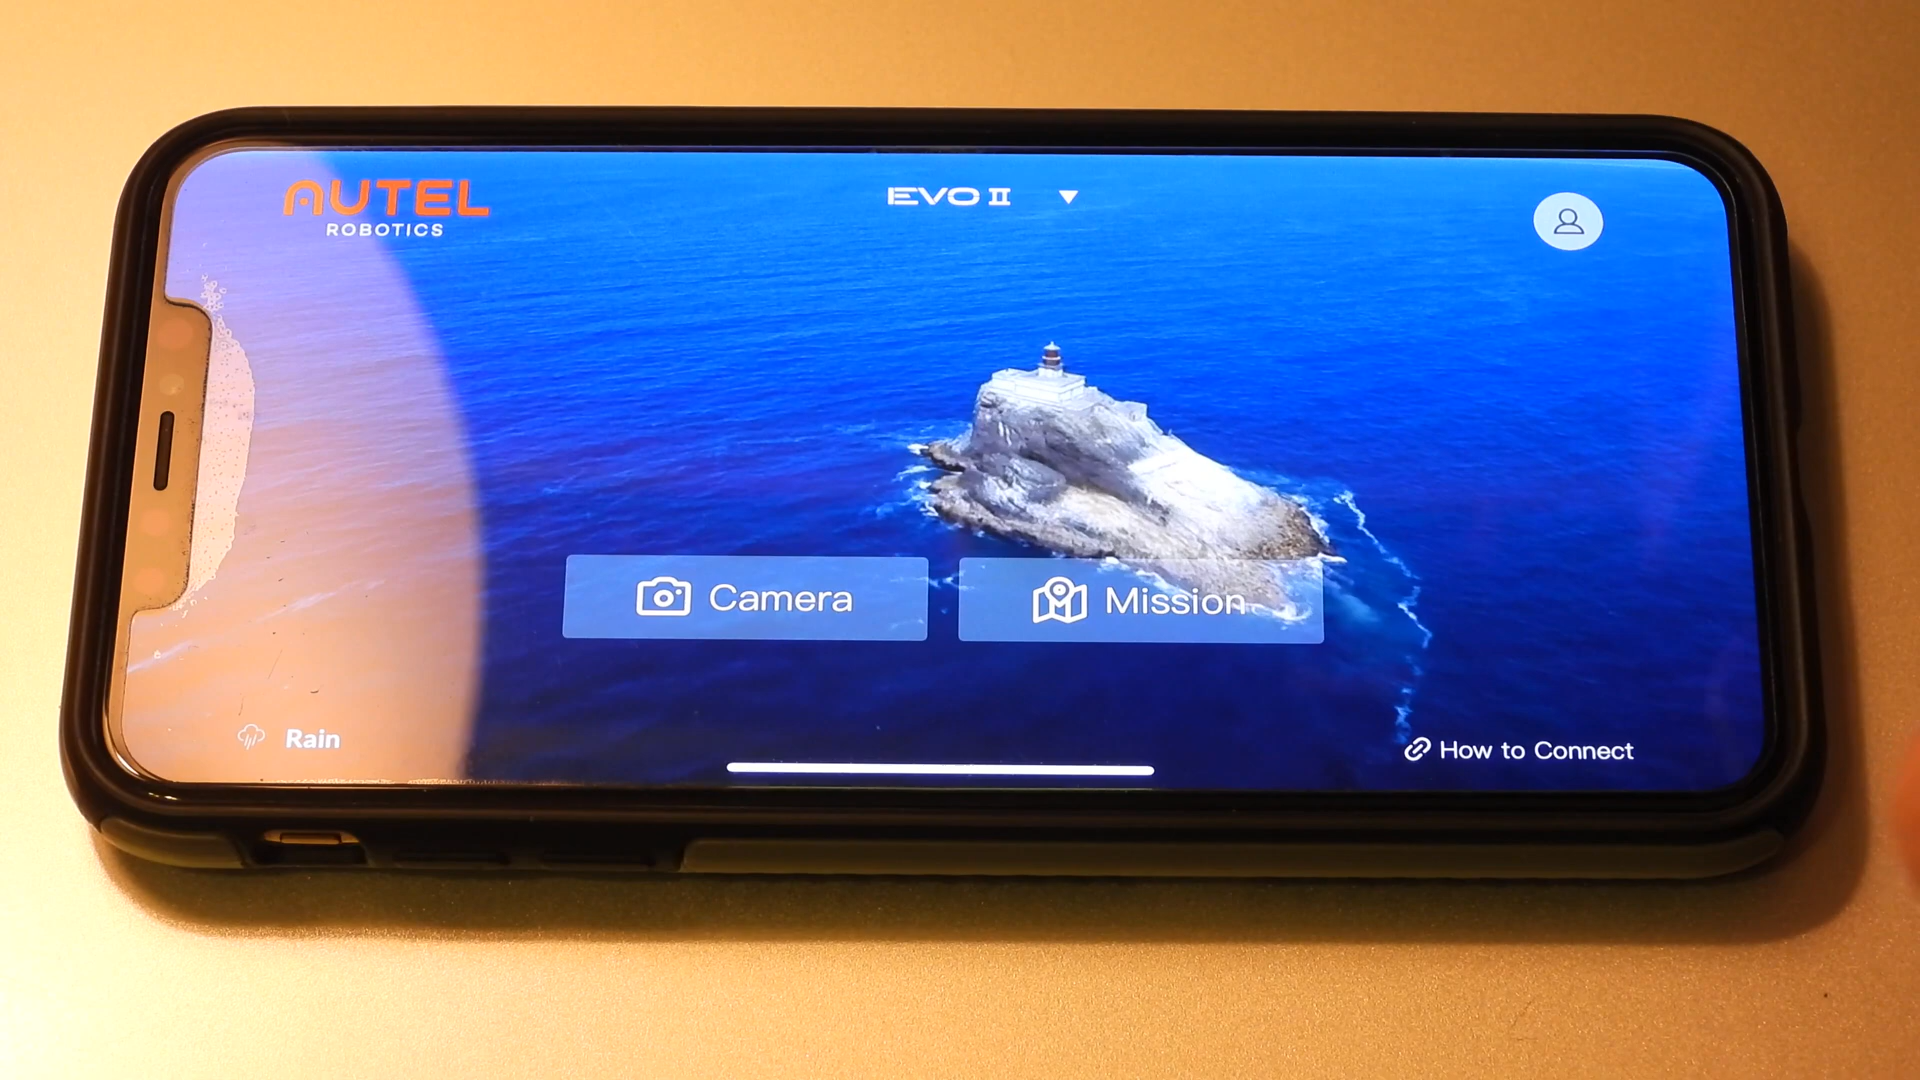 AUTEL
ROBOTICS
EVO II
Camera
Mission
Rain
How to Connect